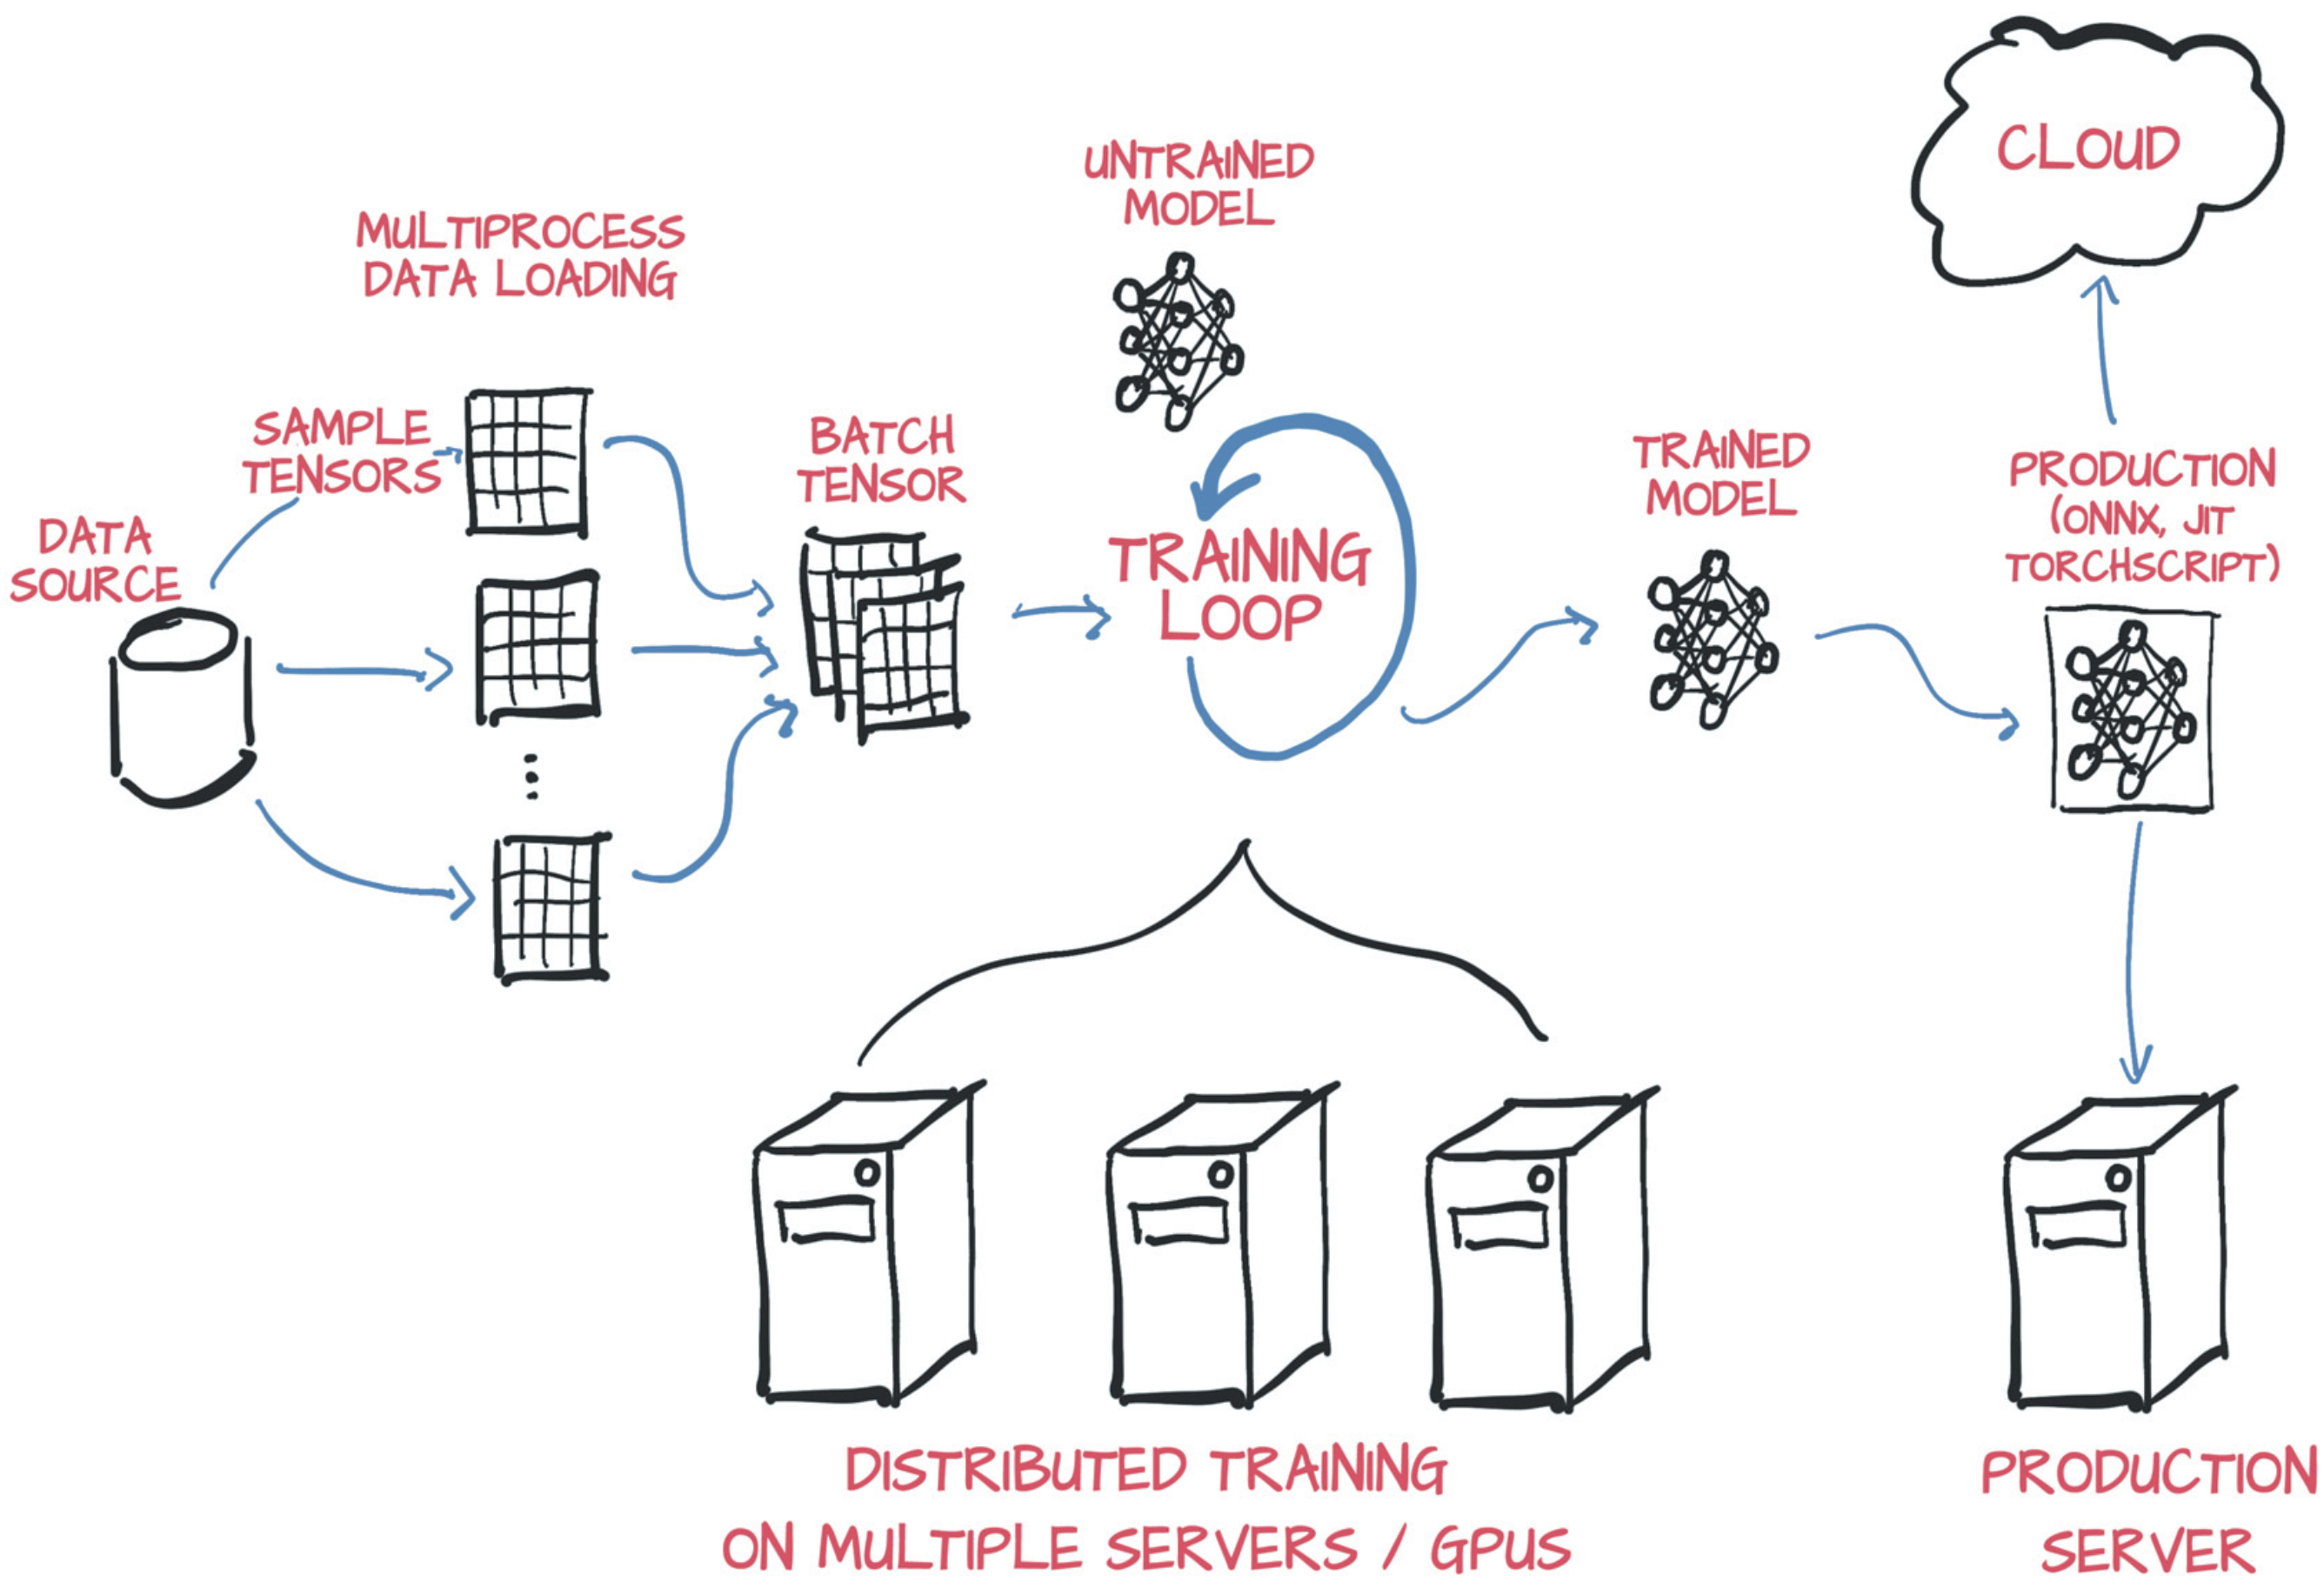 CLOUD
UNTRAINED
MODEL
MULTIPROCESS
DATA LOADING
SAMPLE
TENSORS
BATCH
TENSOR
TRAINED
MODEL
PRODUCTION
(ONNX, JIT
TORCHSCRIPT)
DATA
SOURCE
TRAINING
LOOP
DISTRIBUTED TRAINING
ON MULTIPLE SERVERS / GPUS
PRODUCTION
SERVER